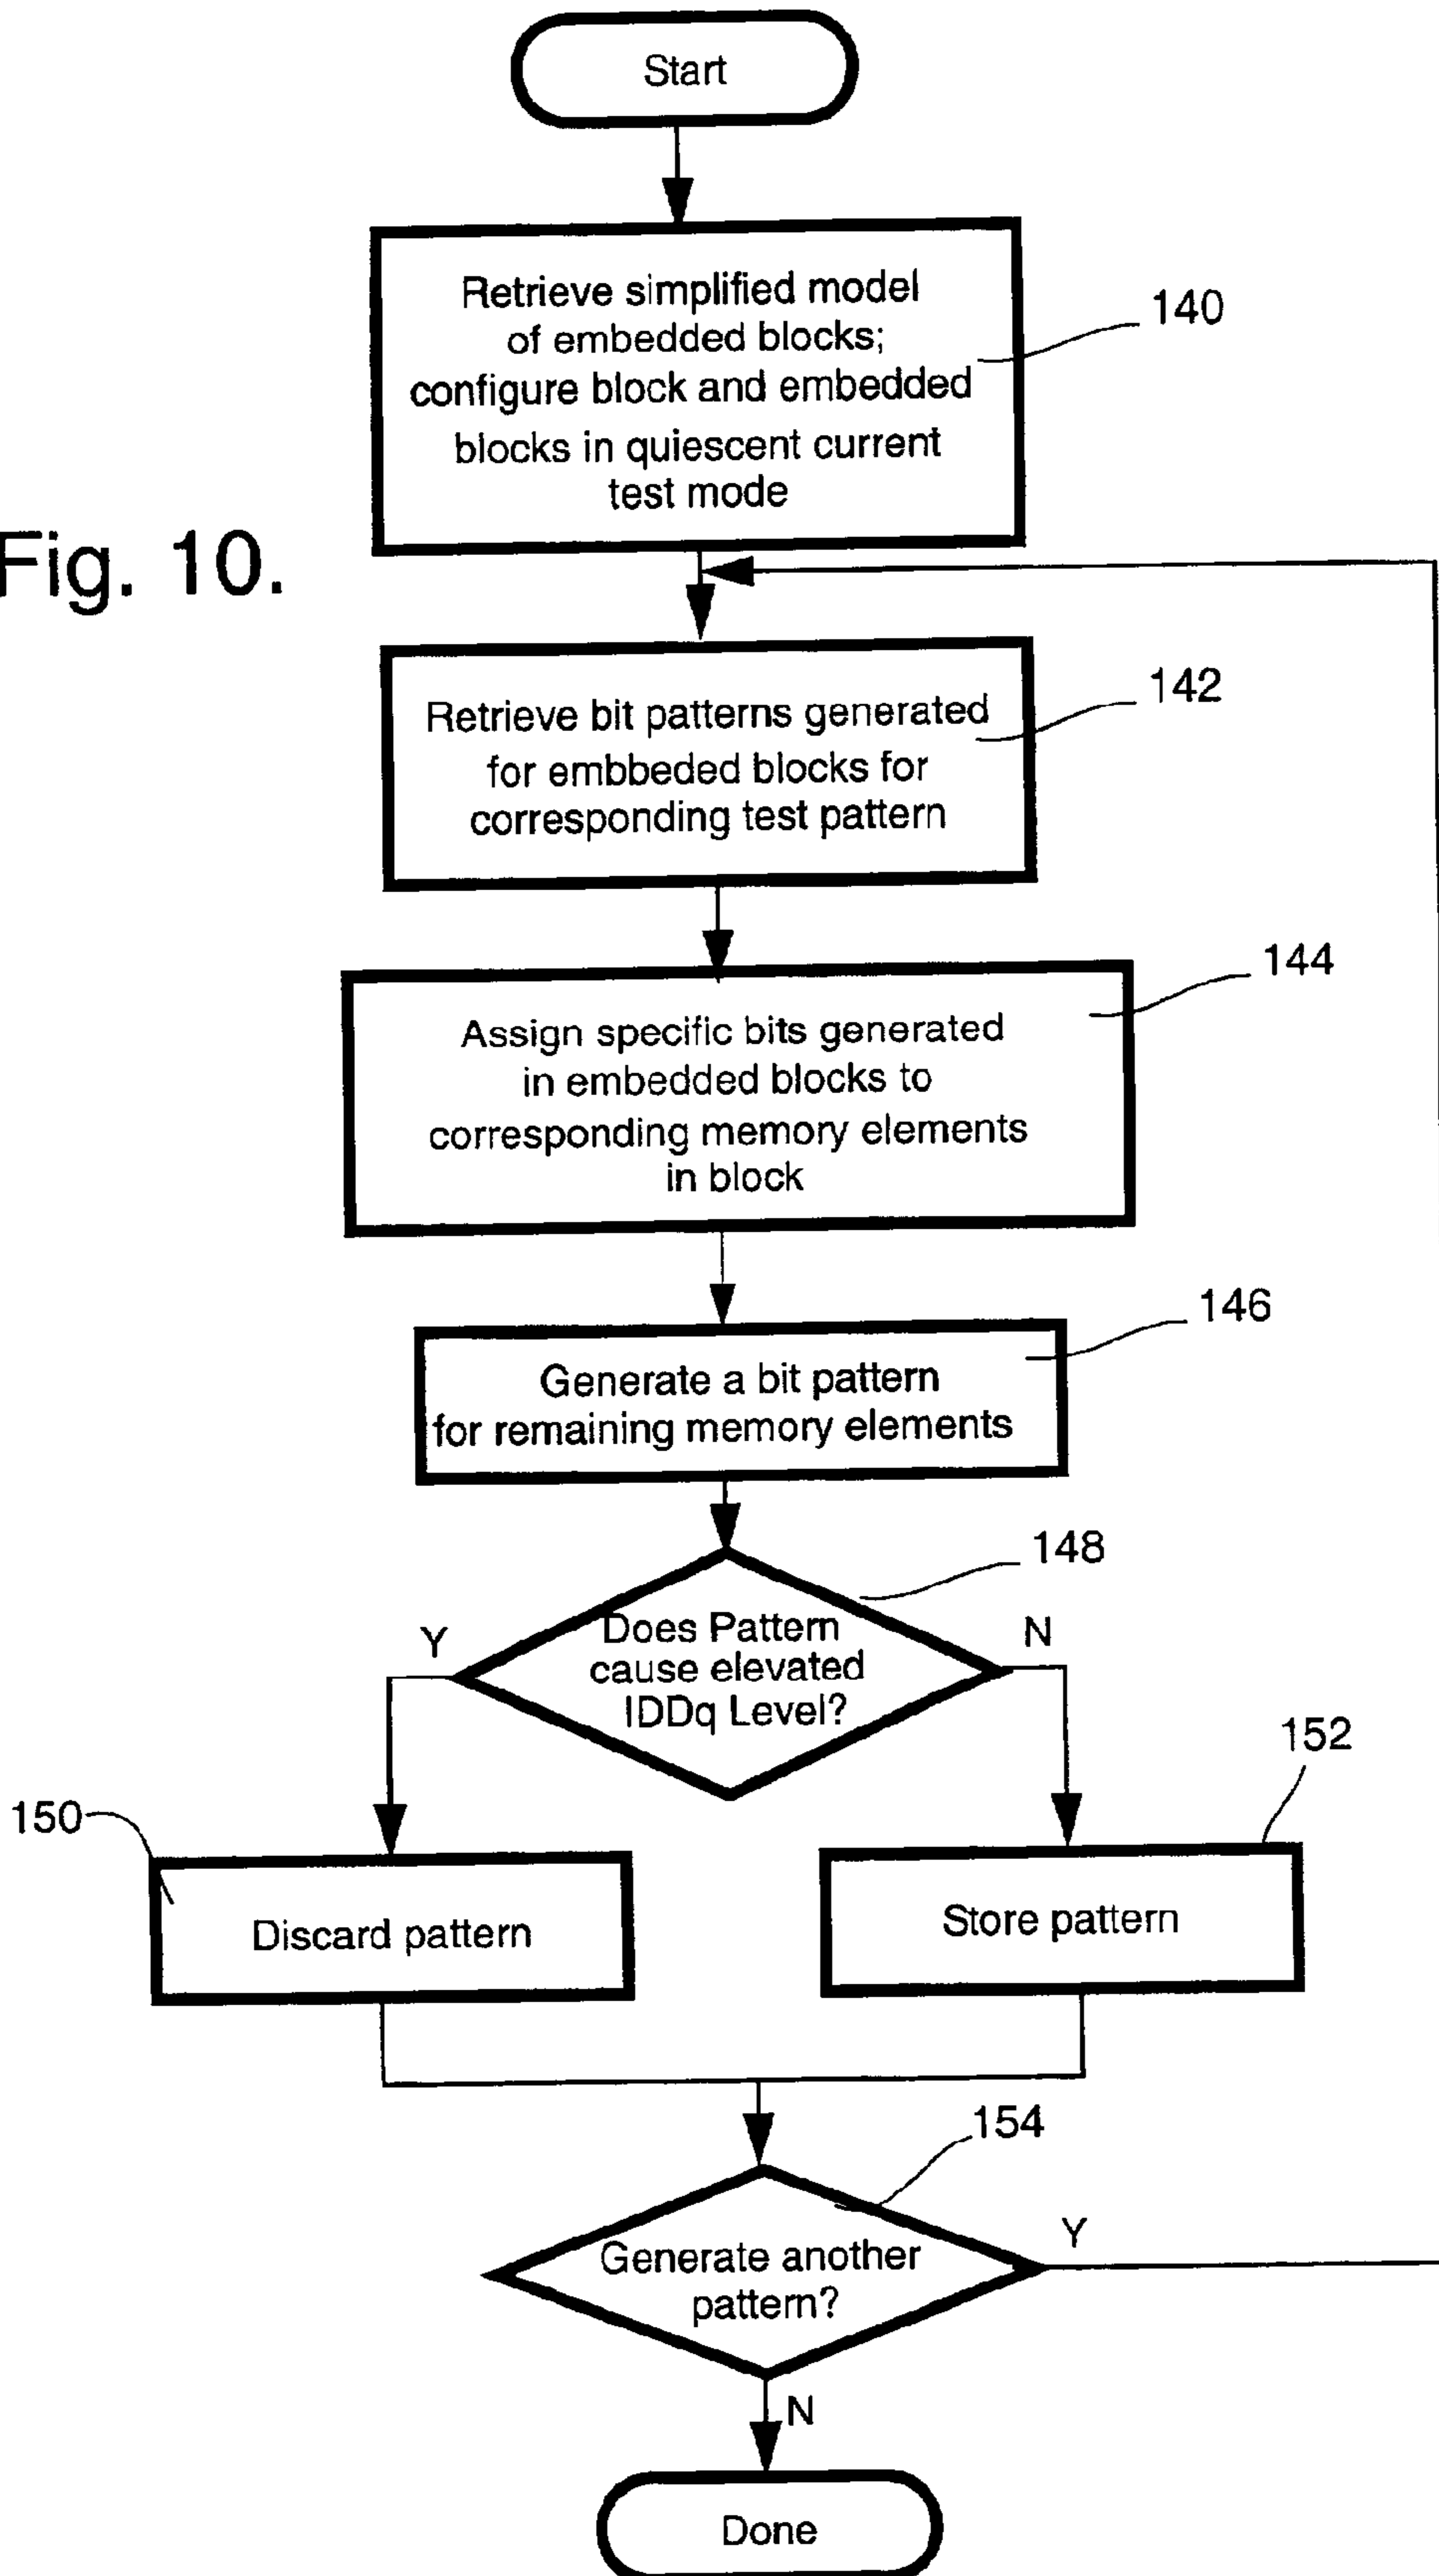 Start
Retrieve simplified model
of embedded blocks;
configure block and embedded
blocks in quiescent current
test mode
140
Fig. 10.
Retrieve bit patterns generated
for embbeded blocks for
corresponding test pattern
142
Assign specific bits generated
in embedded blocks to
corresponding memory elements
in block
144
Generate a bit pattern
for remaining memory elements
146
Does Pattern
cause elevated
IDDq Level?
148
Y
N
150
Discard pattern
152
Store pattern
154
Generate another
pattern?
Y
N
Done